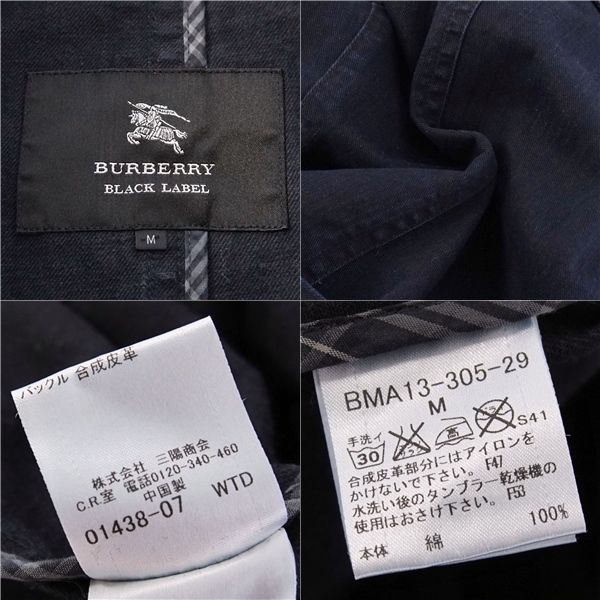 BURBERRY
BLACK LABEL
M
バックル 合成皮革
株式会社 三陽商会
C.R.室 電話0120-340-460
中国製
01438-07 WTD
BMA13-305-29
M
手洗イ
30 S41
合成皮革部分にはアイロンを
かけないで下さい。F47
水洗い後のタンブラー乾燥機の
使用はおさけ下さい。F53
100%
本体 綿